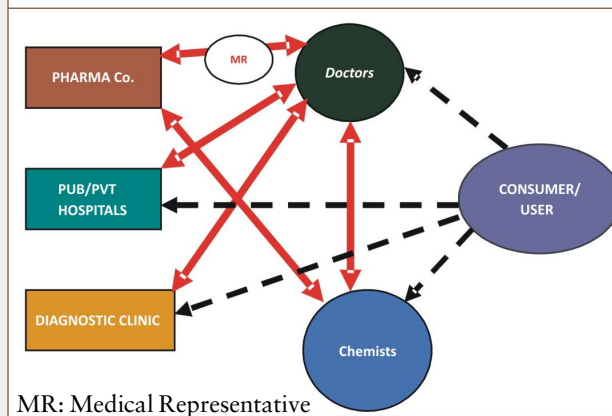 MR
Doctors
PHARMA Co.
PUB/PVT
HOSPITALS
CONSUMER/
USER
DIAGNOSTIC CLINIC
Chemists
MR: Medical Representative